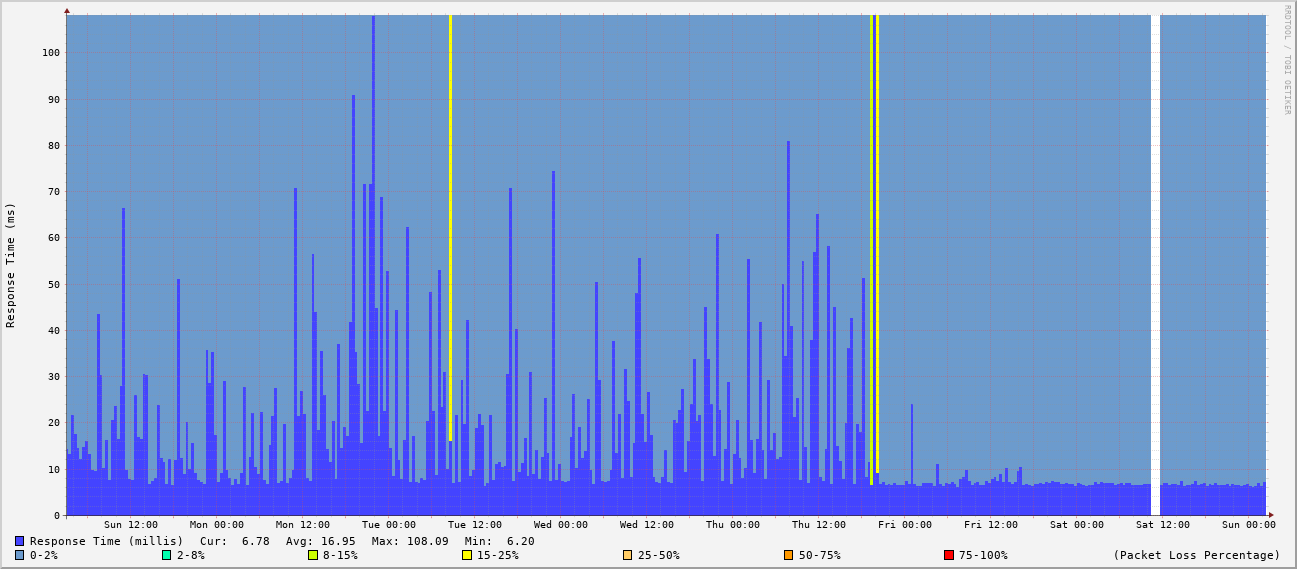 RRDTOOL / TOBI OETIKER
Response Time (ms)
100
90
80
70
60
50
40
30
20
10
0
Sun 12:00 Mon 00:00 Mon 12:00 Tue 00:00 Tue 12:00 Wed 00:00 Wed 12:00 Thu 00:00 Thu 12:00 Fri 00:00 Fri 12:00 Sat 00:00 Sat 12:00 Sun 00:00
Response Time (millis) Cur: 6.78 Avg: 16.95 Max: 108.09 Min: 6.20
0-2% 2-8% 8-15% 15-25% 25-50% 50-75% 75-100% (Packet Loss Percentage)